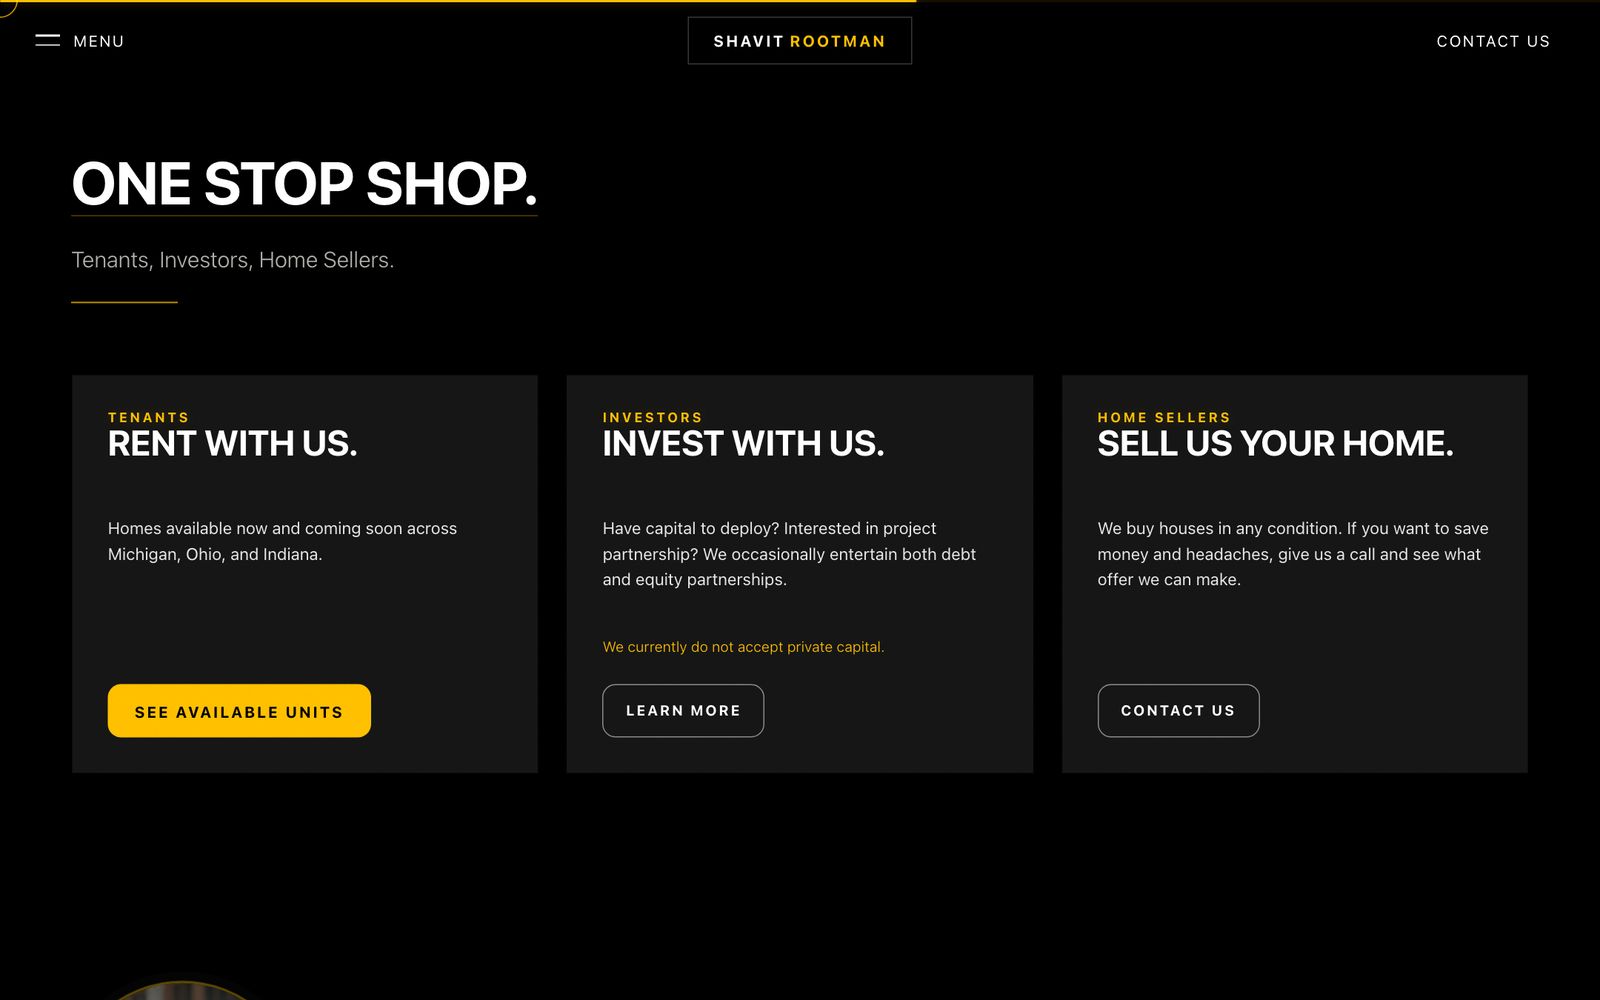 MENU
SHAVIT ROOTMAN
CONTACT US
ONE STOP SHOP.
Tenants, Investors, Home Sellers.
TENANTS
RENT WITH US.
Homes available now and coming soon across
Michigan, Ohio, and Indiana.
SEE AVAILABLE UNITS
INVESTORS
INVEST WITH US.
Have capital to deploy? Interested in project
partnership? We occasionally entertain both debt
and equity partnerships.
We currently do not accept private capital.
LEARN MORE
HOME SELLERS
SELL US YOUR HOME.
We buy houses in any condition. If you want to save
money and headaches, give us a call and see what
offer we can make.
CONTACT US